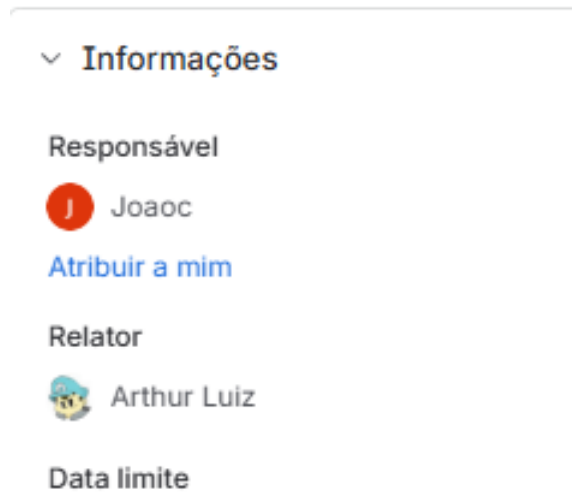 Informações
Responsável
J Joaoc
Atribuir a mim
Relator
Arthur Luiz
Data limite